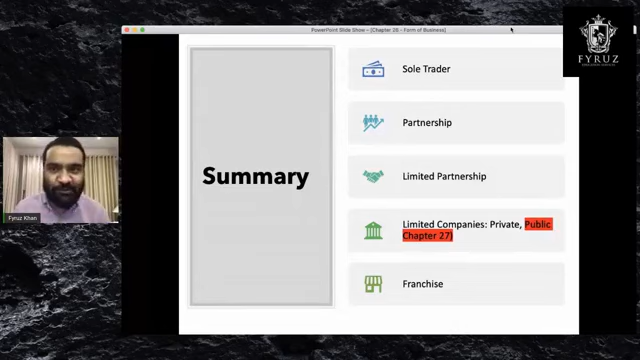 PowerPoint Slide Show - [Chapter 28 - Form of Business]
FYRUZ
Sole Trader
Partnership
Summary
Limited Partnership
Limited Companies: Private, Public
Chapter 27)
Franchise
Fyruz Khan